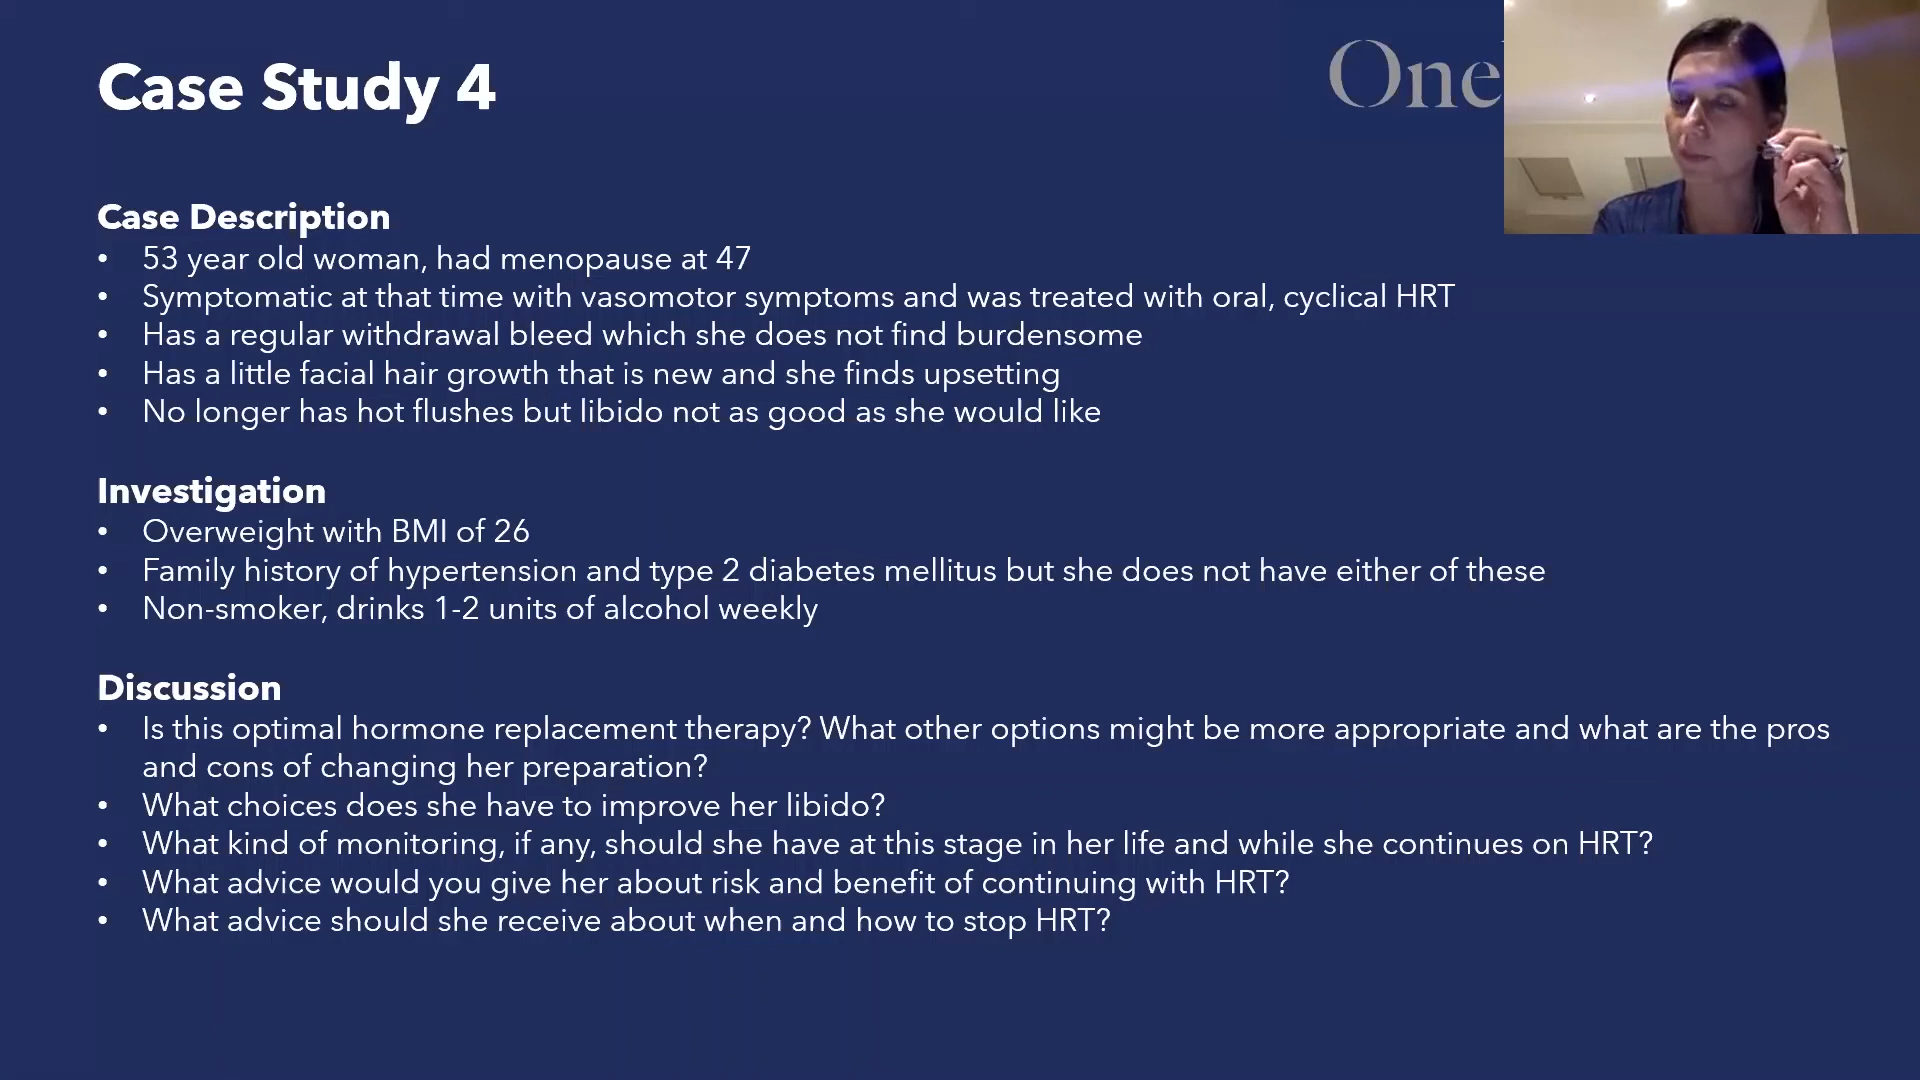 One
Case Study 4
Case Description
• 53 year old woman, had menopause at 47
• Symptomatic at that time with vasomotor symptoms and was treated with oral, cyclical HRT
• Has a regular withdrawal bleed which she does not find burdensome
• Has a little facial hair growth that is new and she finds upsetting
• No longer has hot flushes but libido not as good as she would like
Investigation
• Overweight with BMI of 26
• Family history of hypertension and type 2 diabetes mellitus but she does not have either of these
• Non-smoker, drinks 1-2 units of alcohol weekly
Discussion
• Is this optimal hormone replacement therapy? What other options might be more appropriate and what are the pros
and cons of changing her preparation?
• What choices does she have to improve her libido?
• What kind of monitoring, if any, should she have at this stage in her life and while she continues on HRT?
• What advice would you give her about risk and benefit of continuing with HRT?
• What advice should she receive about when and how to stop HRT?